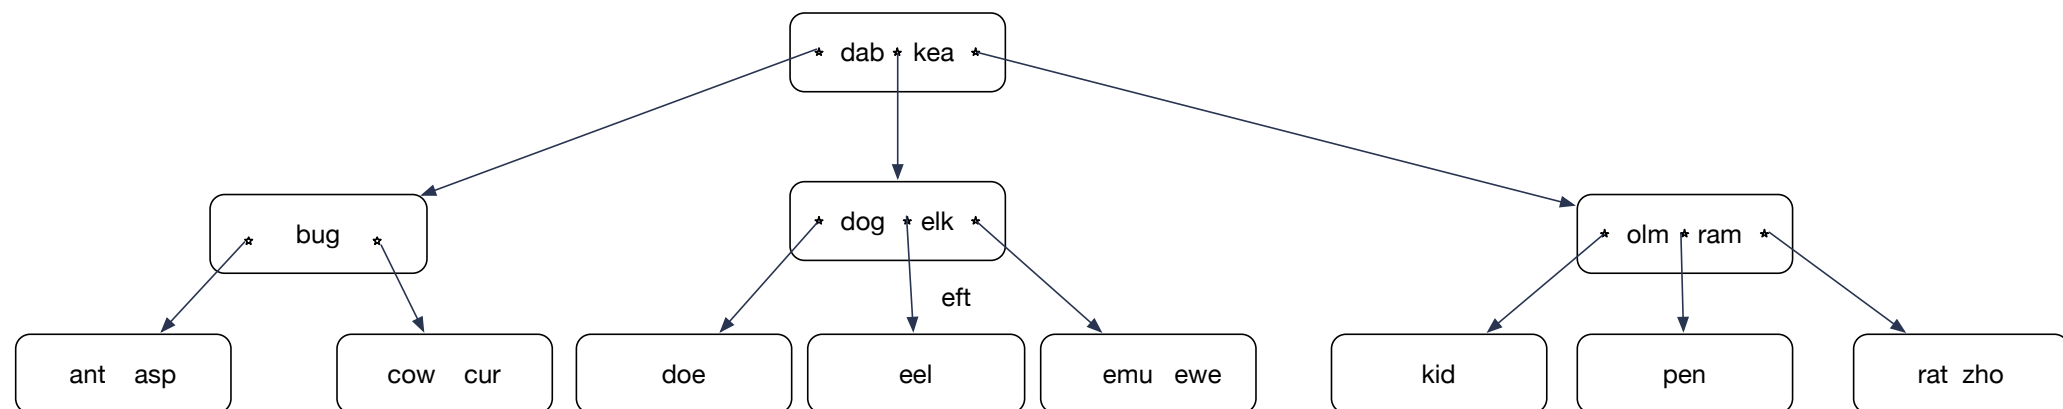 dab kea
bug
dog elk
olm ram
eft
ant asp
cow cur
doe
eel
emu ewe
kid
pen
rat zho